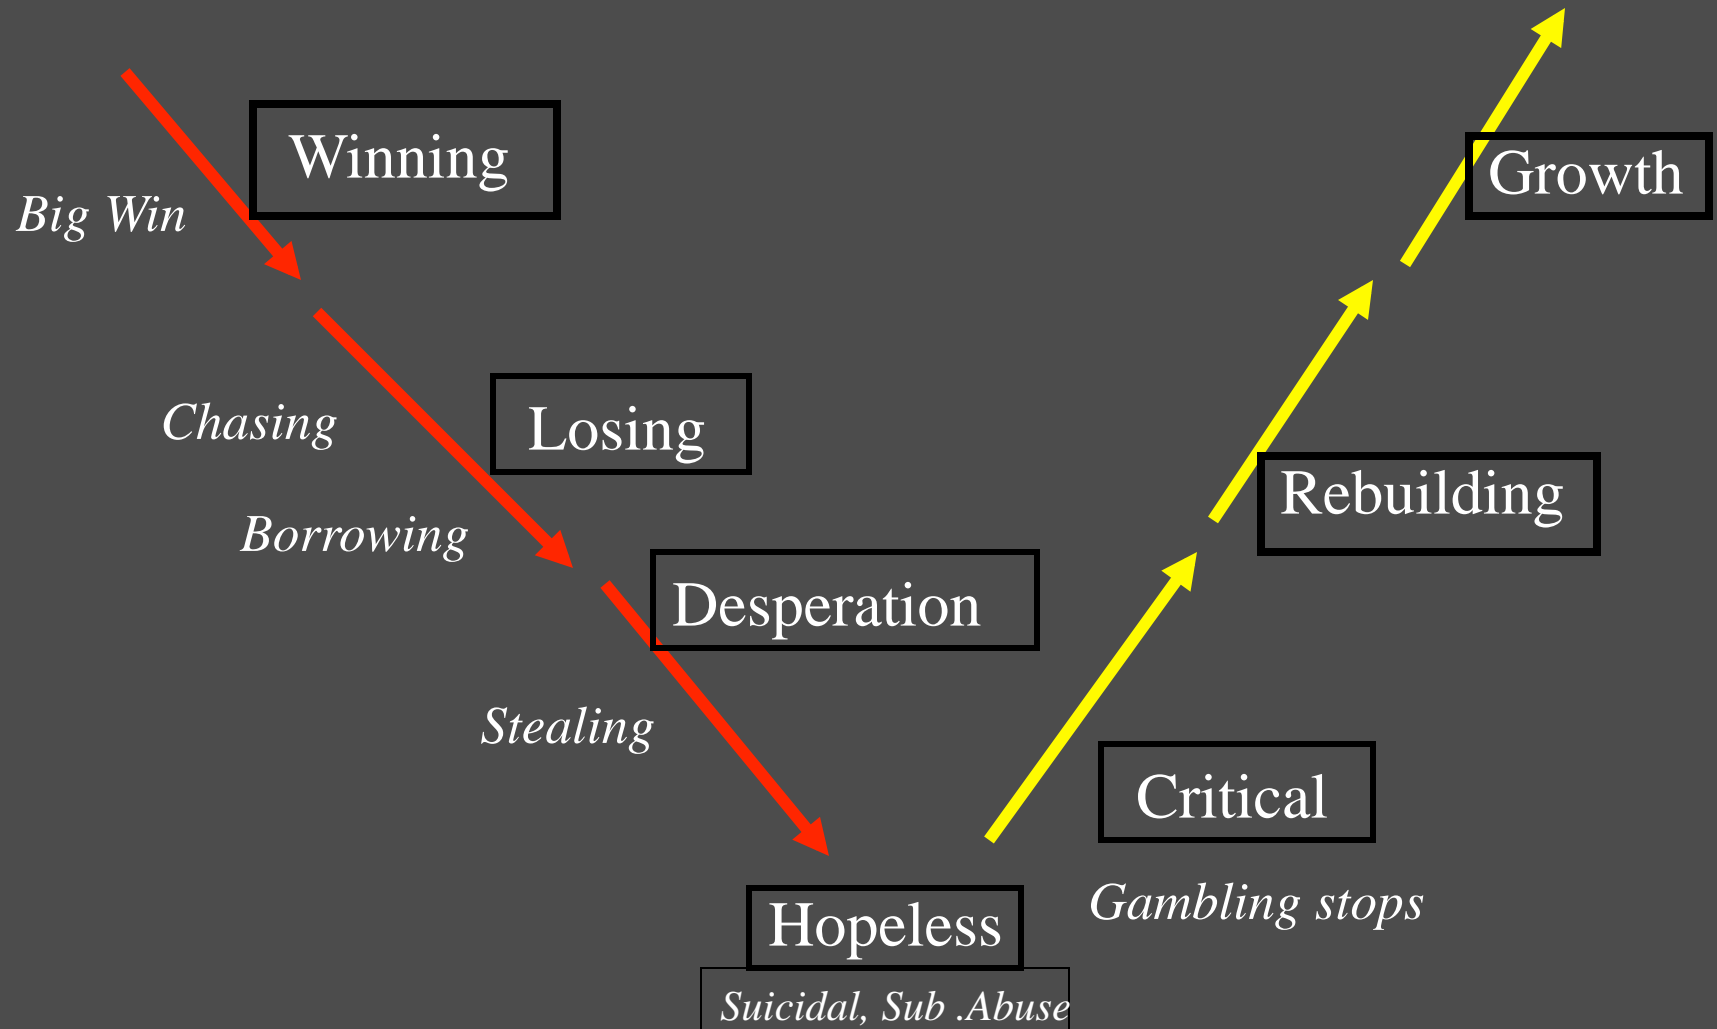 Winning
Growth
Big Win
Chasing
Losing
Rebuilding
Borrowing
Desperation
Stealing
Critical
Gambling stops
Hopeless
Suicidal, Sub .Abuse